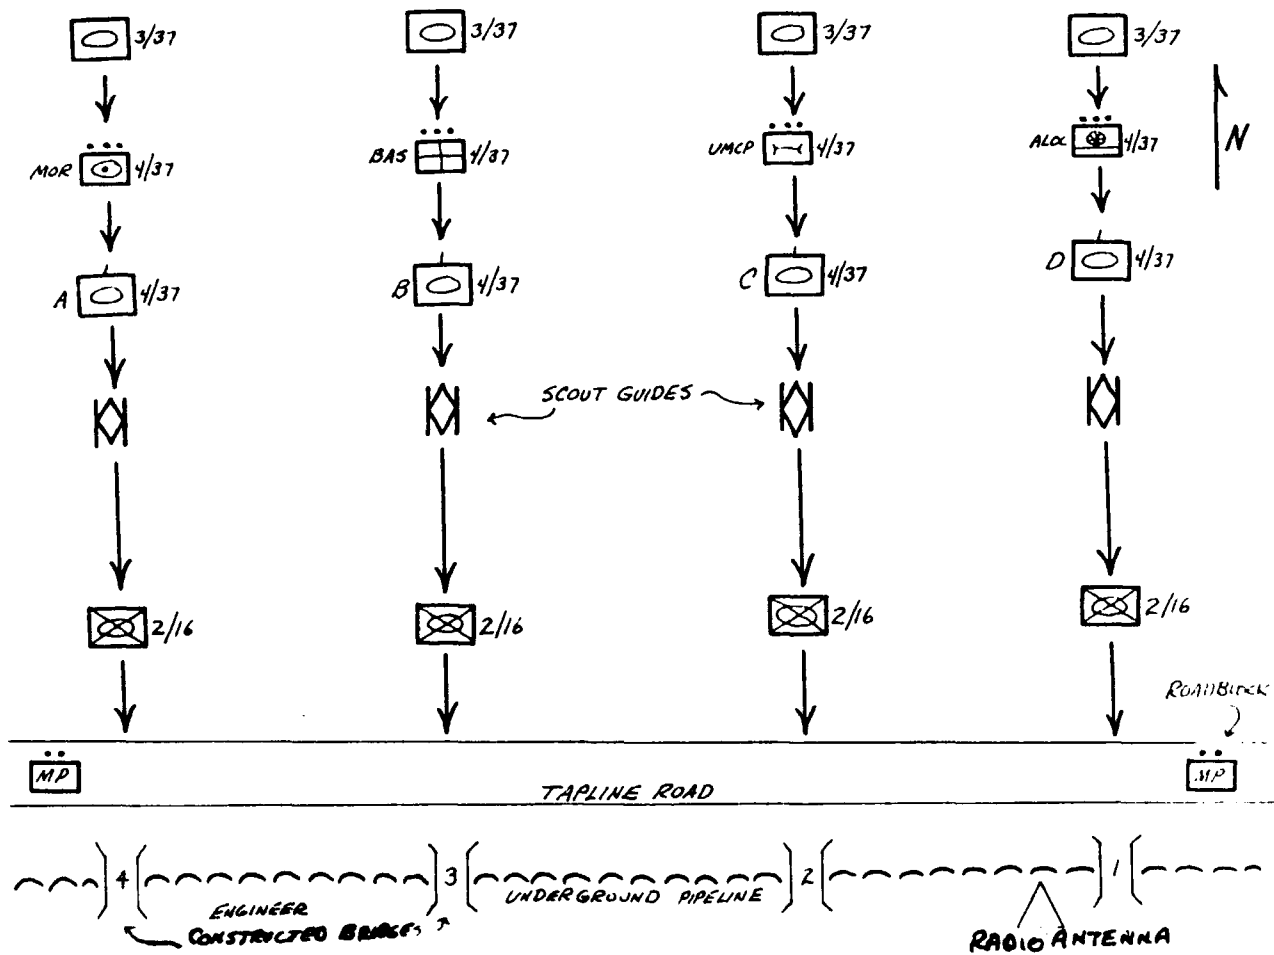 3/37 3/37 3/37 3/37
N
MOR 4/37 BAS 4/37 UMCP 4/37 ALOC 4/37
A 4/37 B 4/37 C 4/37 D 4/37
SCOUT GUIDES
2/16 2/16 2/16 2/16
ROADBLOCK
MP MP
TAPLINE ROAD
4 3 2 1
UNDERGROUND PIPELINE
ENGINEER
CONSTRUCTED BRIDGES
RADIO ANTENNA